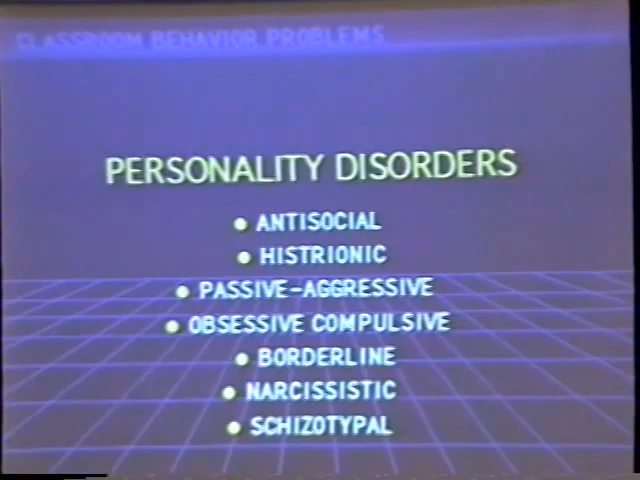 CLASSROOM BEHAVIOR PROBLEMS
PERSONALITY DISORDERS
• ANTISOCIAL
• HISTRIONIC
• PASSIVE-AGGRESSIVE
• OBSESSIVE COMPULSIVE
• BORDERLINE
• NARCISSISTIC
• SCHIZOTYPAL